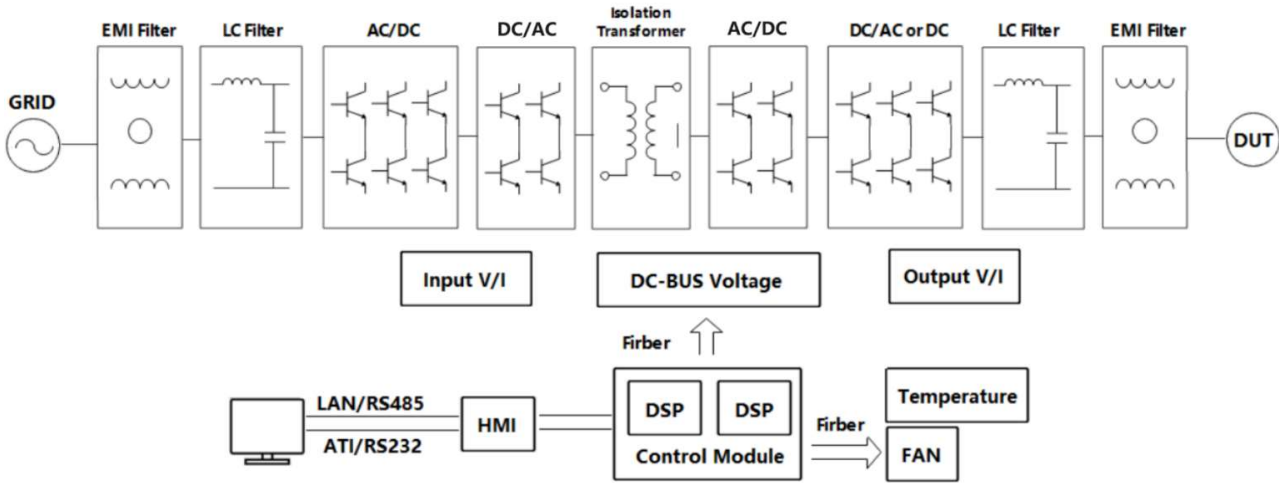 EMI Filter
LC Filter
AC/DC
DC/AC
Isolation
Transformer
AC/DC
DC/AC or DC
LC Filter
EMI Filter
GRID
DUT
Input V/I
DC-BUS Voltage
Output V/I
Firber
LAN/RS485
ATI/RS232
HMI
DSP
DSP
Control Module
Firber
Temperature
FAN